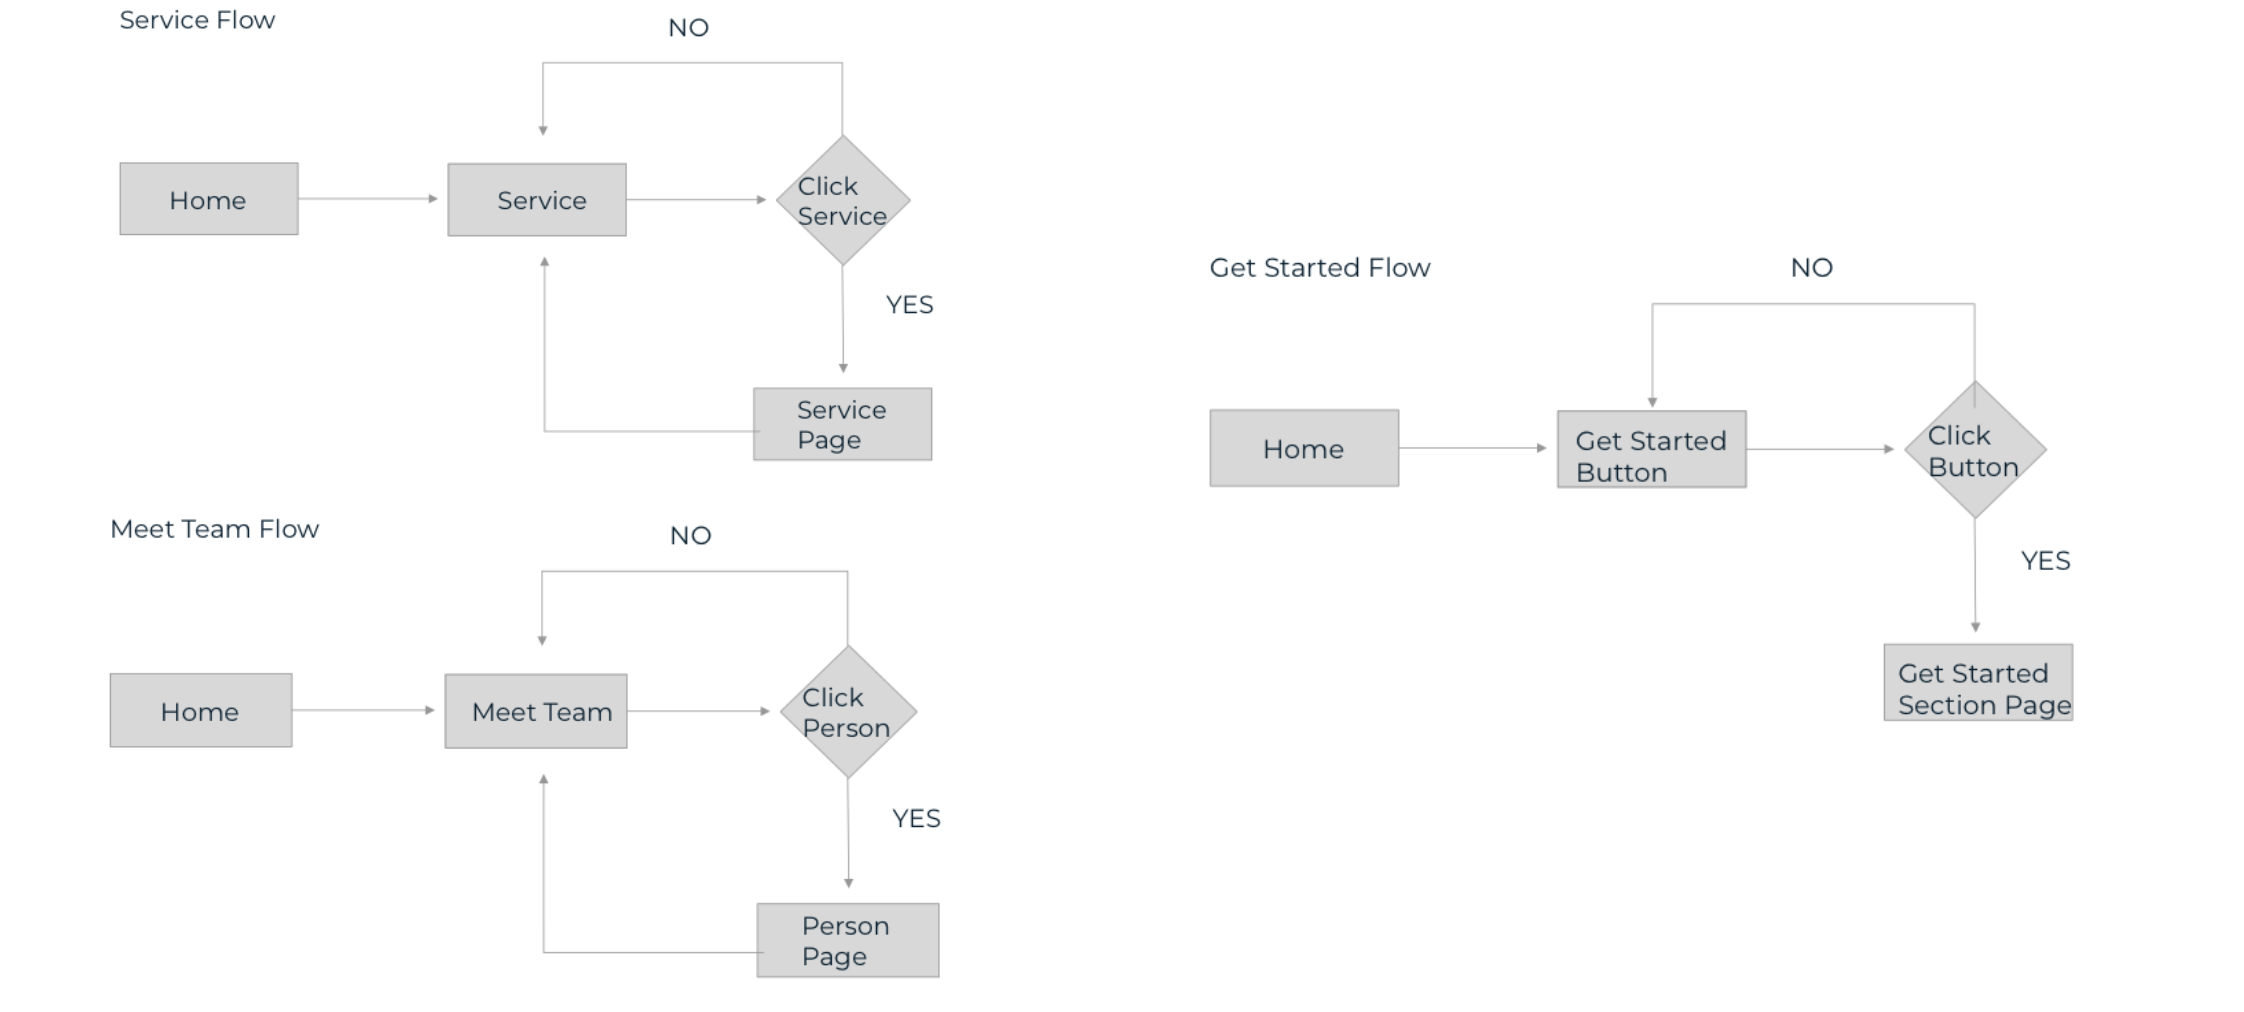 Service Flow
NO
Home
Service
Click
Service
YES
Service
Page
Meet Team Flow
NO
Home
Meet Team
Click
Person
YES
Person
Page
Get Started Flow
NO
Home
Get Started
Button
Click
Button
YES
Get Started
Section Page